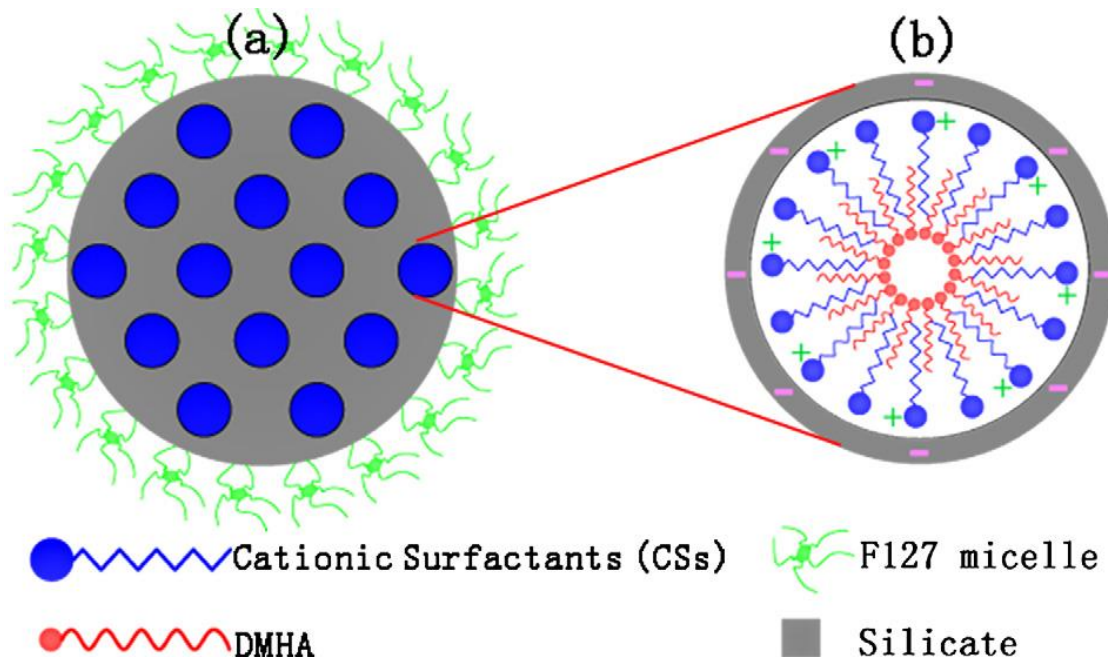 (a)
(b)
Cationic Surfactants (CSs)
F127 micelle
DMHA
Silicate